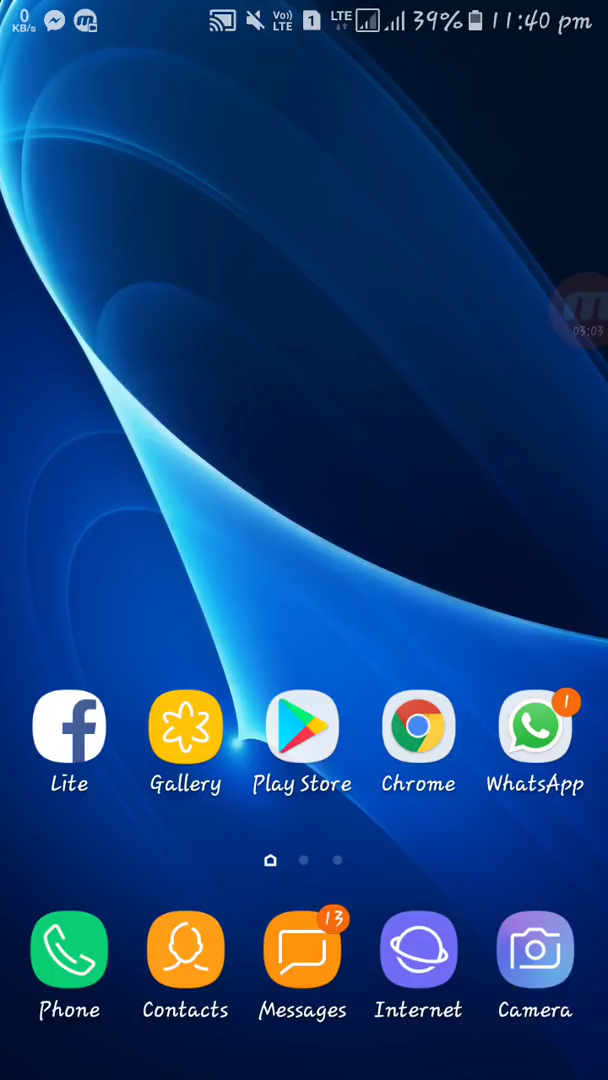 0 KB/s Vo)) LTE 1 LTE 39% 11:40 pm
03:03
1
Lite Gallery Play Store Chrome WhatsApp
13
Phone Contacts Messages Internet Camera